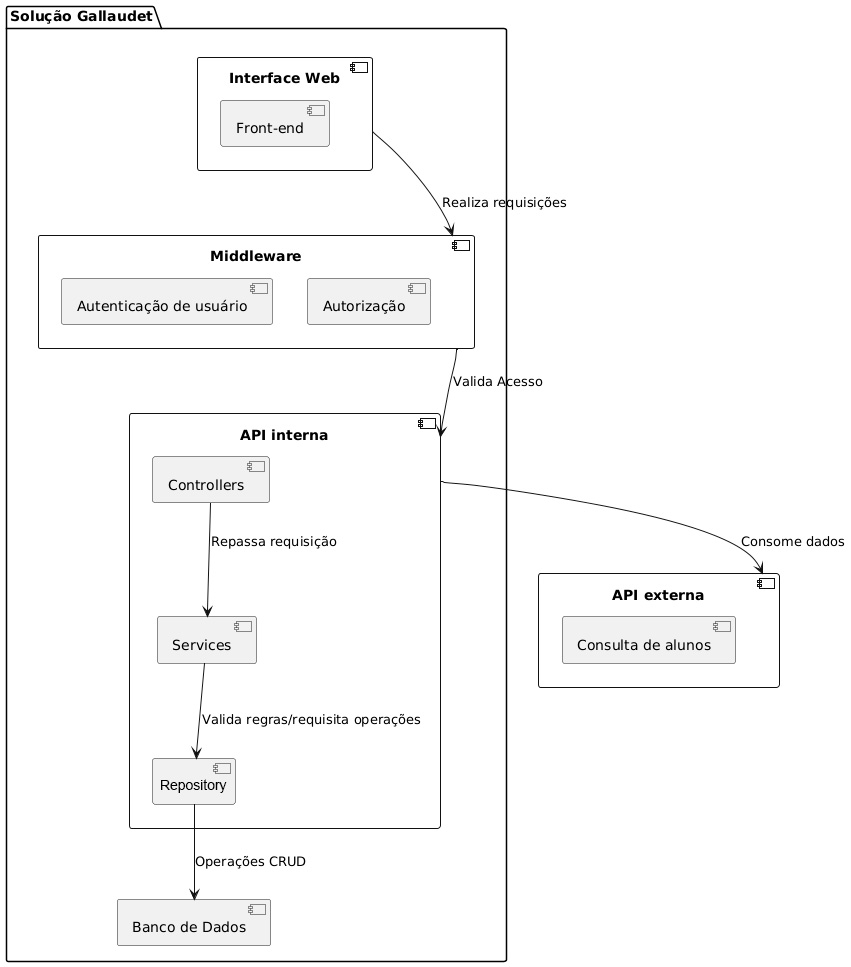 Solução Gallaudet
Interface Web
Front-end
Realiza requisições
Middleware
Autenticação de usuário
Autorização
Valida Acesso
API interna
Controllers
Repassa requisição
Consome dados
API externa
Consulta de alunos
Services
Valida regras/requisita operações
Repository
Operações CRUD
Banco de Dados